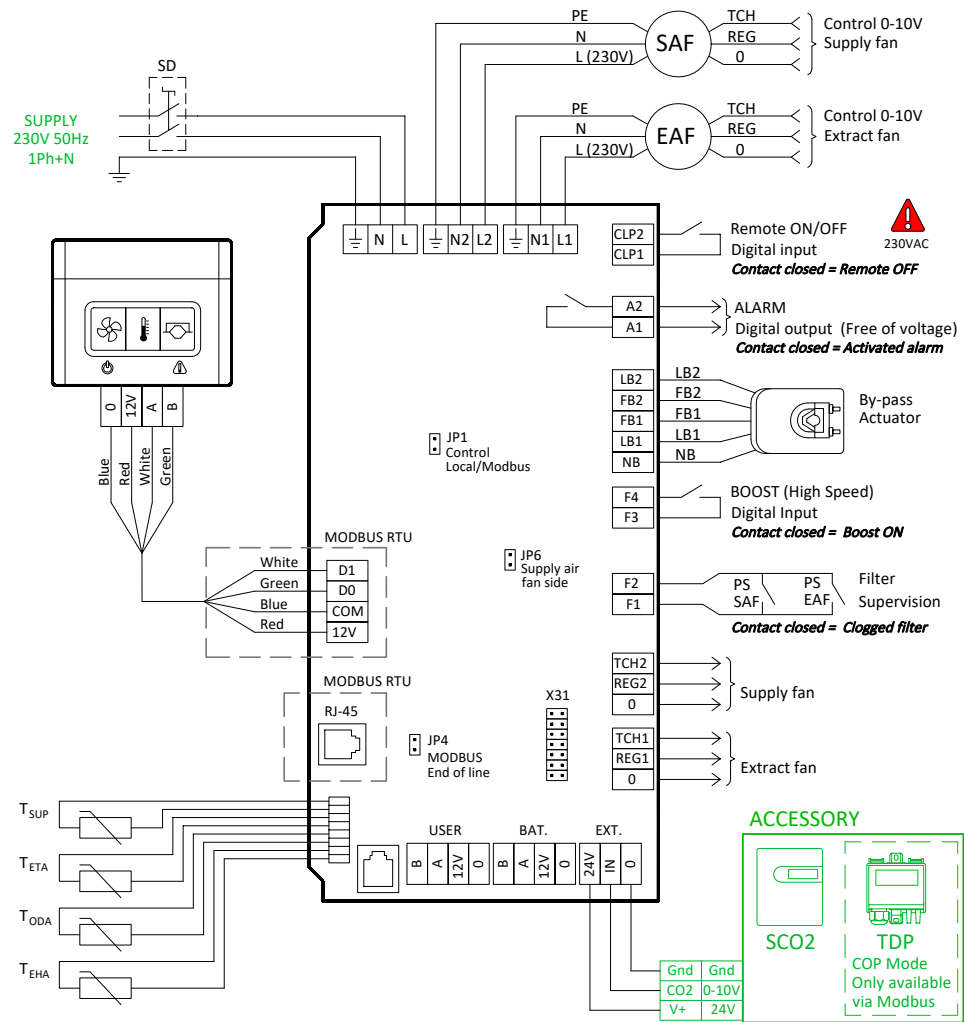 PE
N
L (230V)
SAF
TCH
REG
0
Control 0-10V
Supply fan
SD
SUPPLY
230V 50Hz
1Ph+N
PE
N
L (230V)
EAF
TCH
REG
0
Control 0-10V
Extract fan
N
L
N2
L2
N1
L1
CLP2
CLP1
Remote ON/OFF
Digital input
Contact closed = Remote OFF
230VAC
A2
A1
ALARM
Digital output (Free of voltage)
Contact closed = Activated alarm
LB2
FB2
FB1
LB1
NB
LB2
FB2
FB1
LB1
NB
By-pass
Actuator
0
12V
A
B
Blue
Red
White
Green
JP1
Control
Local/Modbus
F4
F3
BOOST (High Speed)
Digital Input
Contact closed = Boost ON
MODBUS RTU
White
Green
Blue
Red
D1
D0
COM
12V
JP6
Supply air
fan side
F2
F1
PS
SAF
PS
EAF
Filter
Supervision
Contact closed = Clogged filter
MODBUS RTU
RJ-45
JP4
MODBUS
End of line
X31
TCH2
REG2
0
Supply fan
TCH1
REG1
0
Extract fan
TSUP
TETA
TODA
TEHA
USER
B
A
12V
0
BAT.
B
A
12V
0
EXT.
24V
IN
0
ACCESSORY
SCO2
TDP
COP Mode
Only available
via Modbus
Gnd Gnd
CO2 0-10V
V+ 24V